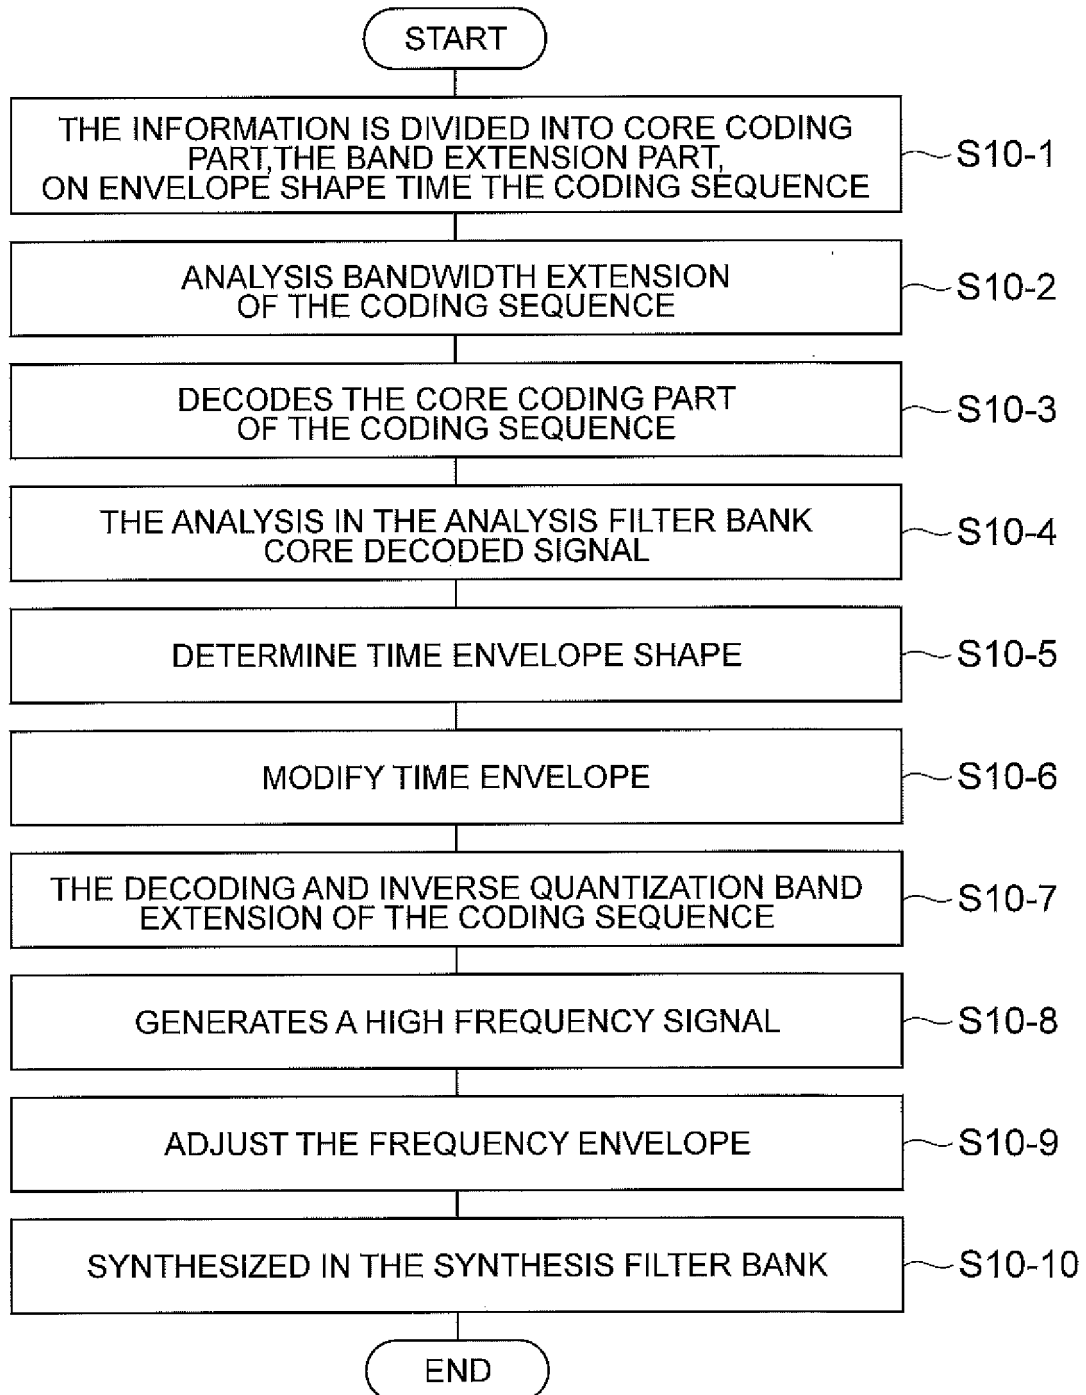 START
THE INFORMATION IS DIVIDED INTO CORE CODING
PART,THE BAND EXTENSION PART,
ON ENVELOPE SHAPE TIME THE CODING SEQUENCE
S10-1
ANALYSIS BANDWIDTH EXTENSION
OF THE CODING SEQUENCE
S10-2
DECODES THE CORE CODING PART
OF THE CODING SEQUENCE
S10-3
THE ANALYSIS IN THE ANALYSIS FILTER BANK
CORE DECODED SIGNAL
S10-4
DETERMINE TIME ENVELOPE SHAPE
S10-5
MODIFY TIME ENVELOPE
S10-6
THE DECODING AND INVERSE QUANTIZATION BAND
EXTENSION OF THE CODING SEQUENCE
S10-7
GENERATES A HIGH FREQUENCY SIGNAL
S10-8
ADJUST THE FREQUENCY ENVELOPE
S10-9
SYNTHESIZED IN THE SYNTHESIS FILTER BANK
S10-10
END